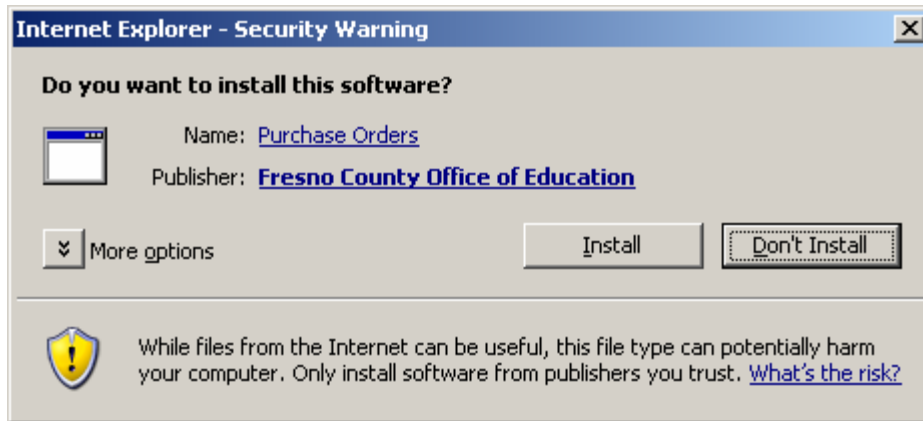 Internet Explorer - Security Warning
Do you want to install this software?
Name: Purchase Orders
Publisher: Fresno County Office of Education
More options
Install
Don't Install
While files from the Internet can be useful, this file type can potentially harm
your computer. Only install software from publishers you trust. What's the risk?